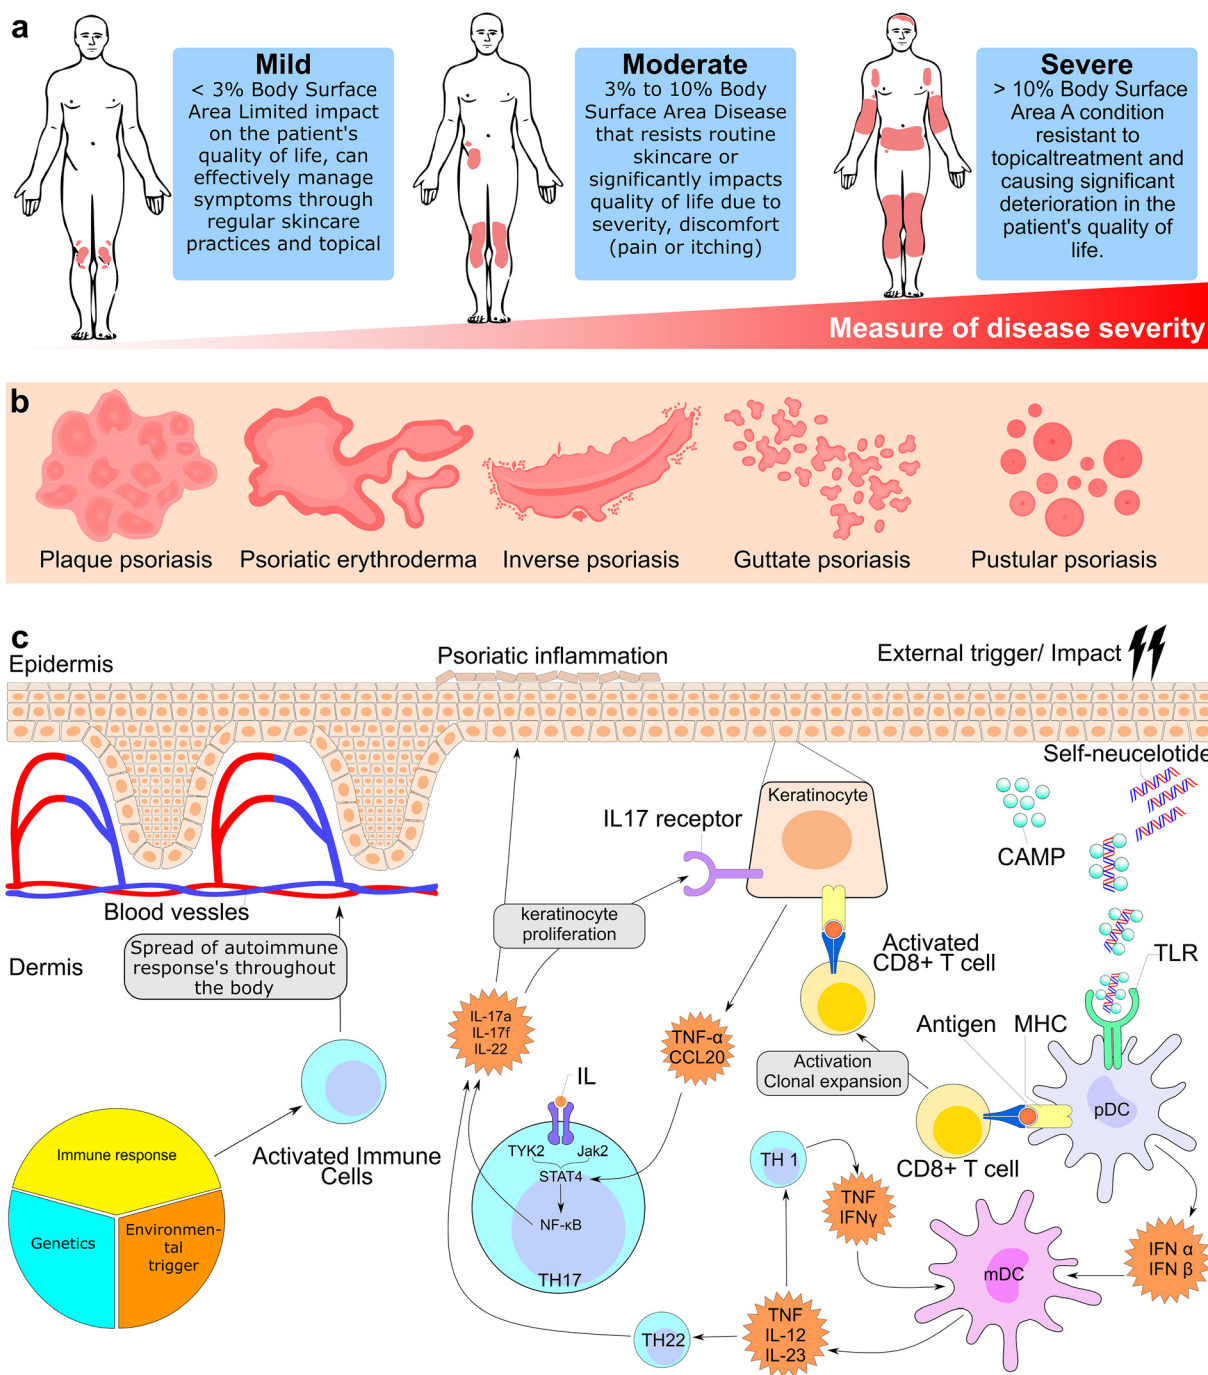 a
Mild
< 3% Body Surface
Area Limited impact
on the patient's
quality of life, can
effectively manage
symptoms through
regular skincare
practices and topical
Moderate
3% to 10% Body
Surface Area Disease
that resists routine
skincare or
significantly impacts
quality of life due to
severity, discomfort
(pain or itching)
Severe
> 10% Body Surface
Area A condition
resistant to
topicaltreatment and
causing significant
deterioration in the
patient's quality of
life.
Measure of disease severity
b
Plaque psoriasis
Psoriatic erythroderma
Inverse psoriasis
Guttate psoriasis
Pustular psoriasis
c
Epidermis
Psoriatic inflammation
External trigger/ Impact
Self-neucelotide
CAMP
Keratinocyte
IL17 receptor
Blood vessles
keratinocyte
proliferation
Spread of autoimmune
response's throughout
the body
Dermis
Activated
CD8+ T cell
TLR
IL-17a
IL-17f
IL-22
TNF-α
CCL20
Antigen
MHC
Activation
Clonal expansion
IL
pDC
TYK2
Jak2
STAT4
NF-κB
TH17
CD8+ T cell
TH 1
TNF
IFNγ
Activated Immune
Cells
Immune response
Genetics
Environmen-
tal
trigger
mDC
IFN α
IFN β
TH22
TNF
IL-12
IL-23